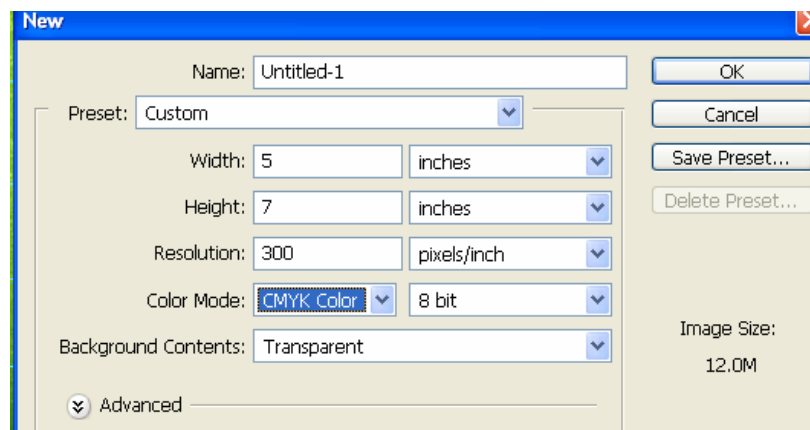 New
Name: Untitled-1
OK
Preset: Custom
Cancel
Width: 5 inches
Save Preset...
Height: 7 inches
Delete Preset...
Resolution: 300 pixels/inch
Color Mode: CMYK Color 8 bit
Image Size:
Background Contents: Transparent
12.0M
Advanced